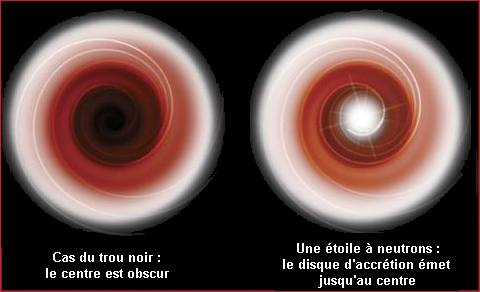 Cas du trou noir :
le centre est obscur
Une étoile à neutrons :
le disque d'accrétion émet
jusqu'au centre